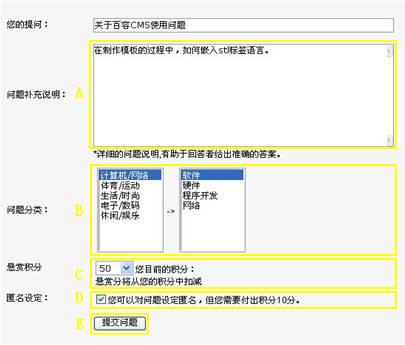 您的提问：
关于百容CMS使用问题
问题补充说明：
A
在制作模板的过程中，如何嵌入stl标签语言。
*详细的问题说明,有助于回答者给出准确的答案。
问题分类：
B
计算机/网络
体育/运动
生活/时尚
电子/数码
休闲/娱乐
->
软件
硬件
程序开发
网络
悬赏积分
C
50 您目前的积分：
悬赏分将从您的积分中扣减
匿名设定：
D
您可以对问题设定匿名，但您需要付出积分10分。
E
提交问题